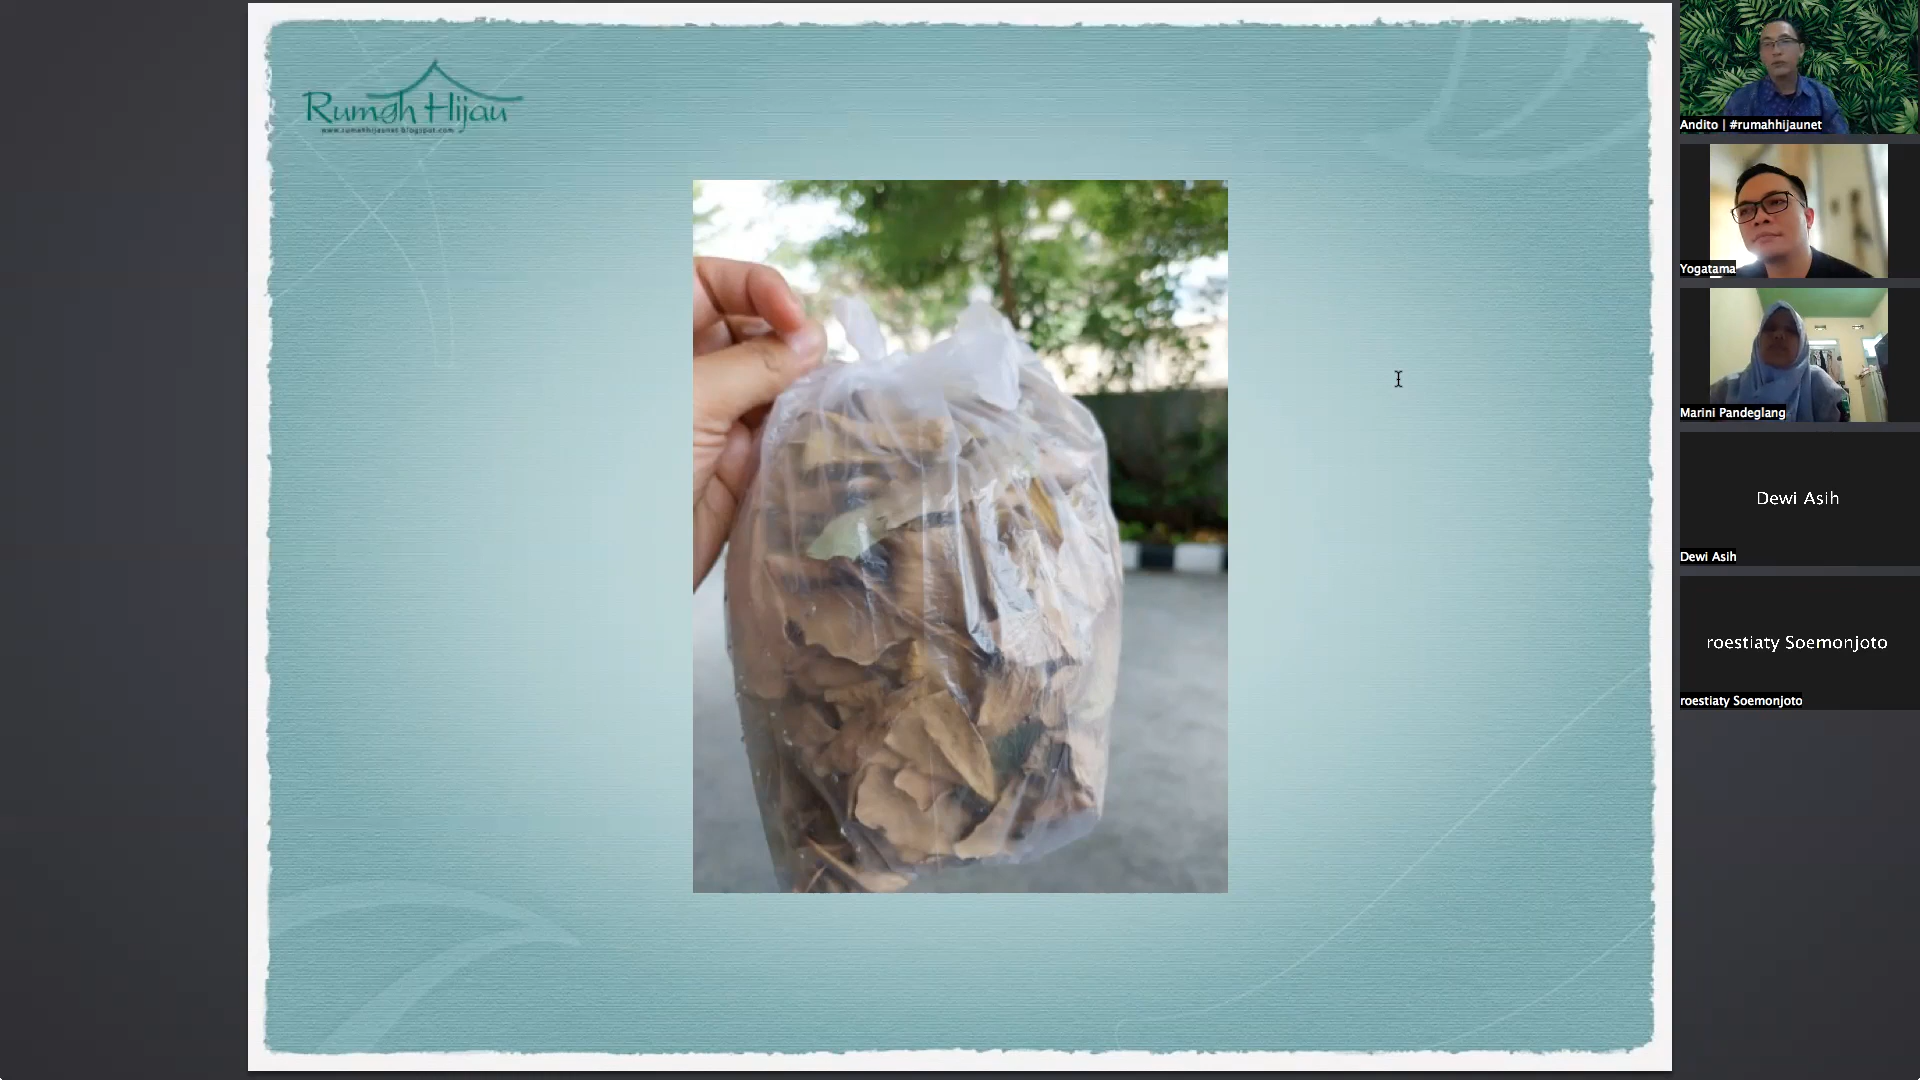 Rumah Hijau
www.rumahhijaunet.blogspot.com
Andito | #rumahhijaunet
Yogatama
Marini Pandeglang
Dewi Asih
Dewi Asih
roestiaty Soemonjoto
roestiaty Soemonjoto